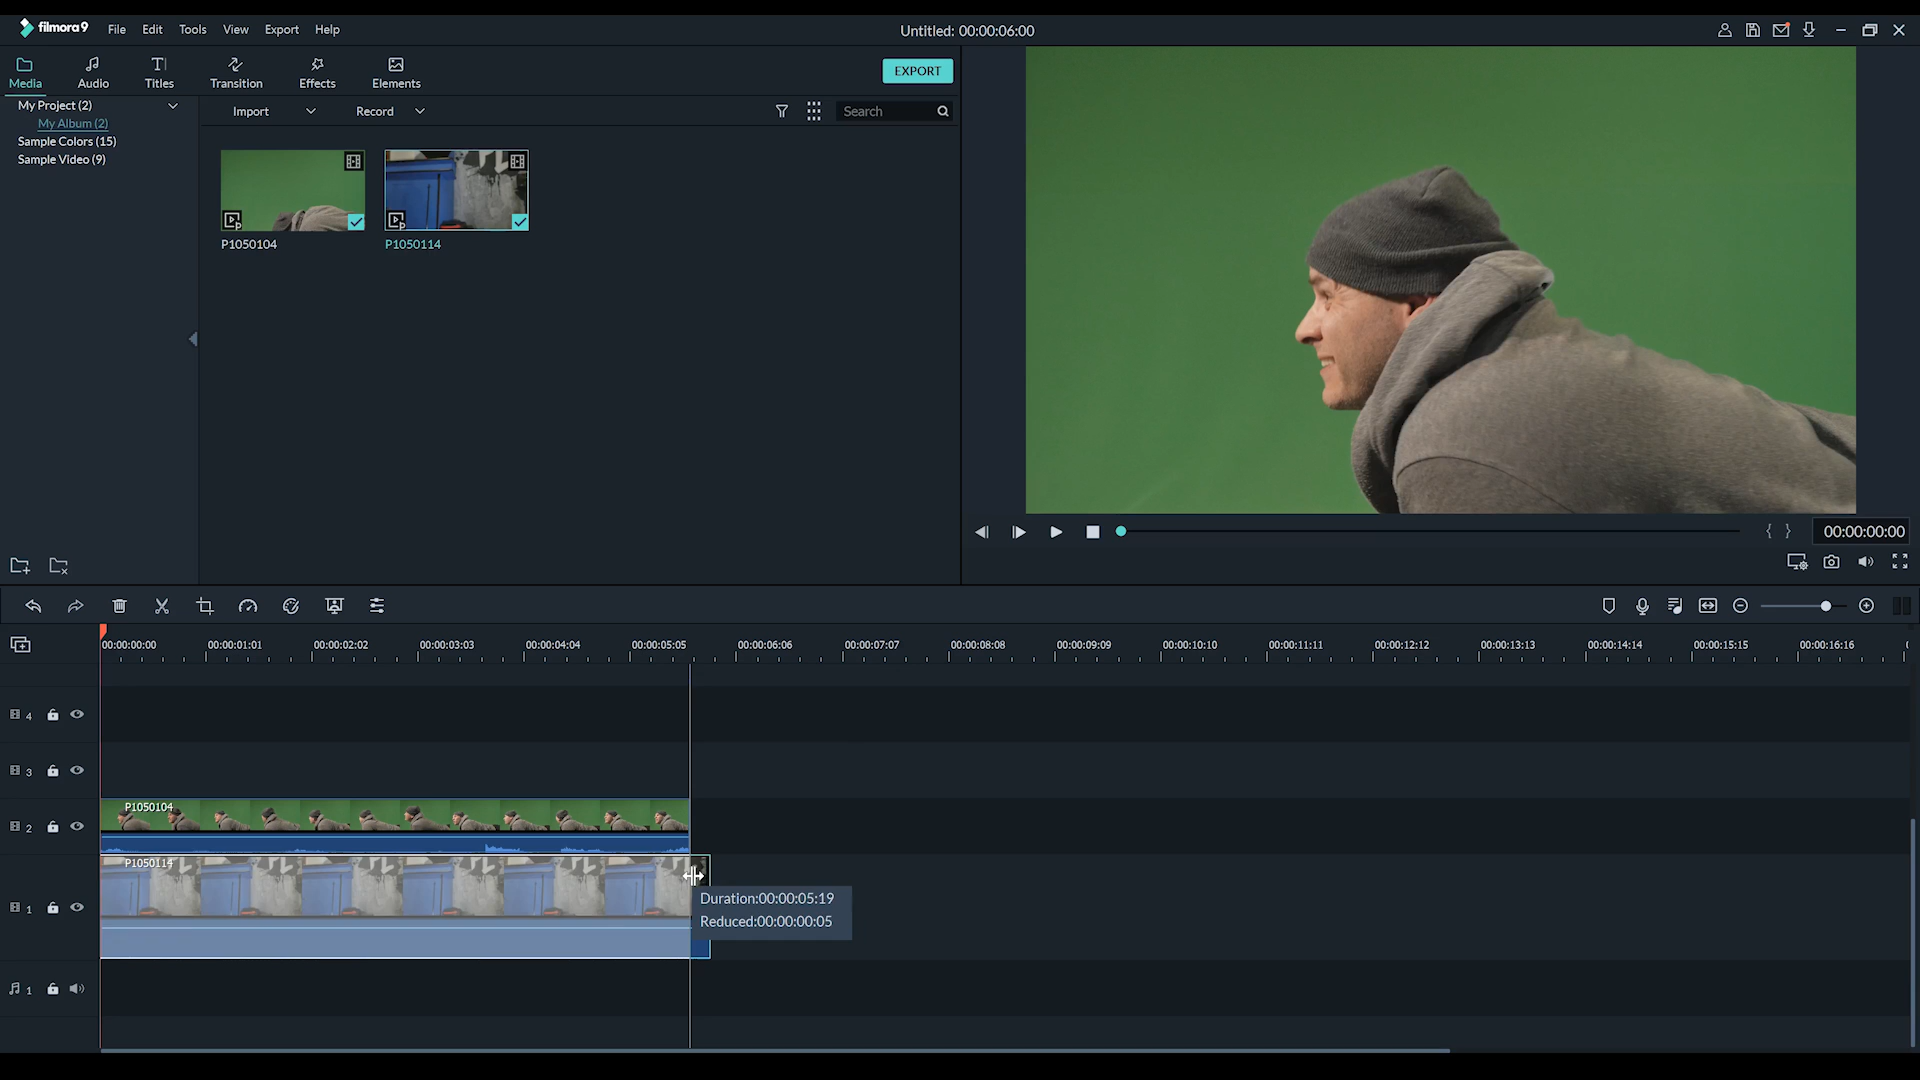 filmora9
File Edit Tools View Export Help
Untitled: 00:00:06:00
Media Audio Titles Transition Effects Elements
EXPORT
My Project (2)
My Album (2)
Sample Colors (15)
Sample Video (9)
Import Record Search
P1050104 P1050114
00:00:00:00
00:00:00:00 00:00:01:01 00:00:02:02 00:00:03:03 00:00:04:04 00:00:05:05 00:00:06:06 00:00:07:07 00:00:08:08 00:00:09:09 00:00:10:10 00:00:11:11 00:00:12:12 00:00:13:13 00:00:14:14 00:00:15:15 00:00:16:16
4
3
P1050104
2
P1050114
Duration:00:00:05:19
1
Reduced:00:00:00:05
1